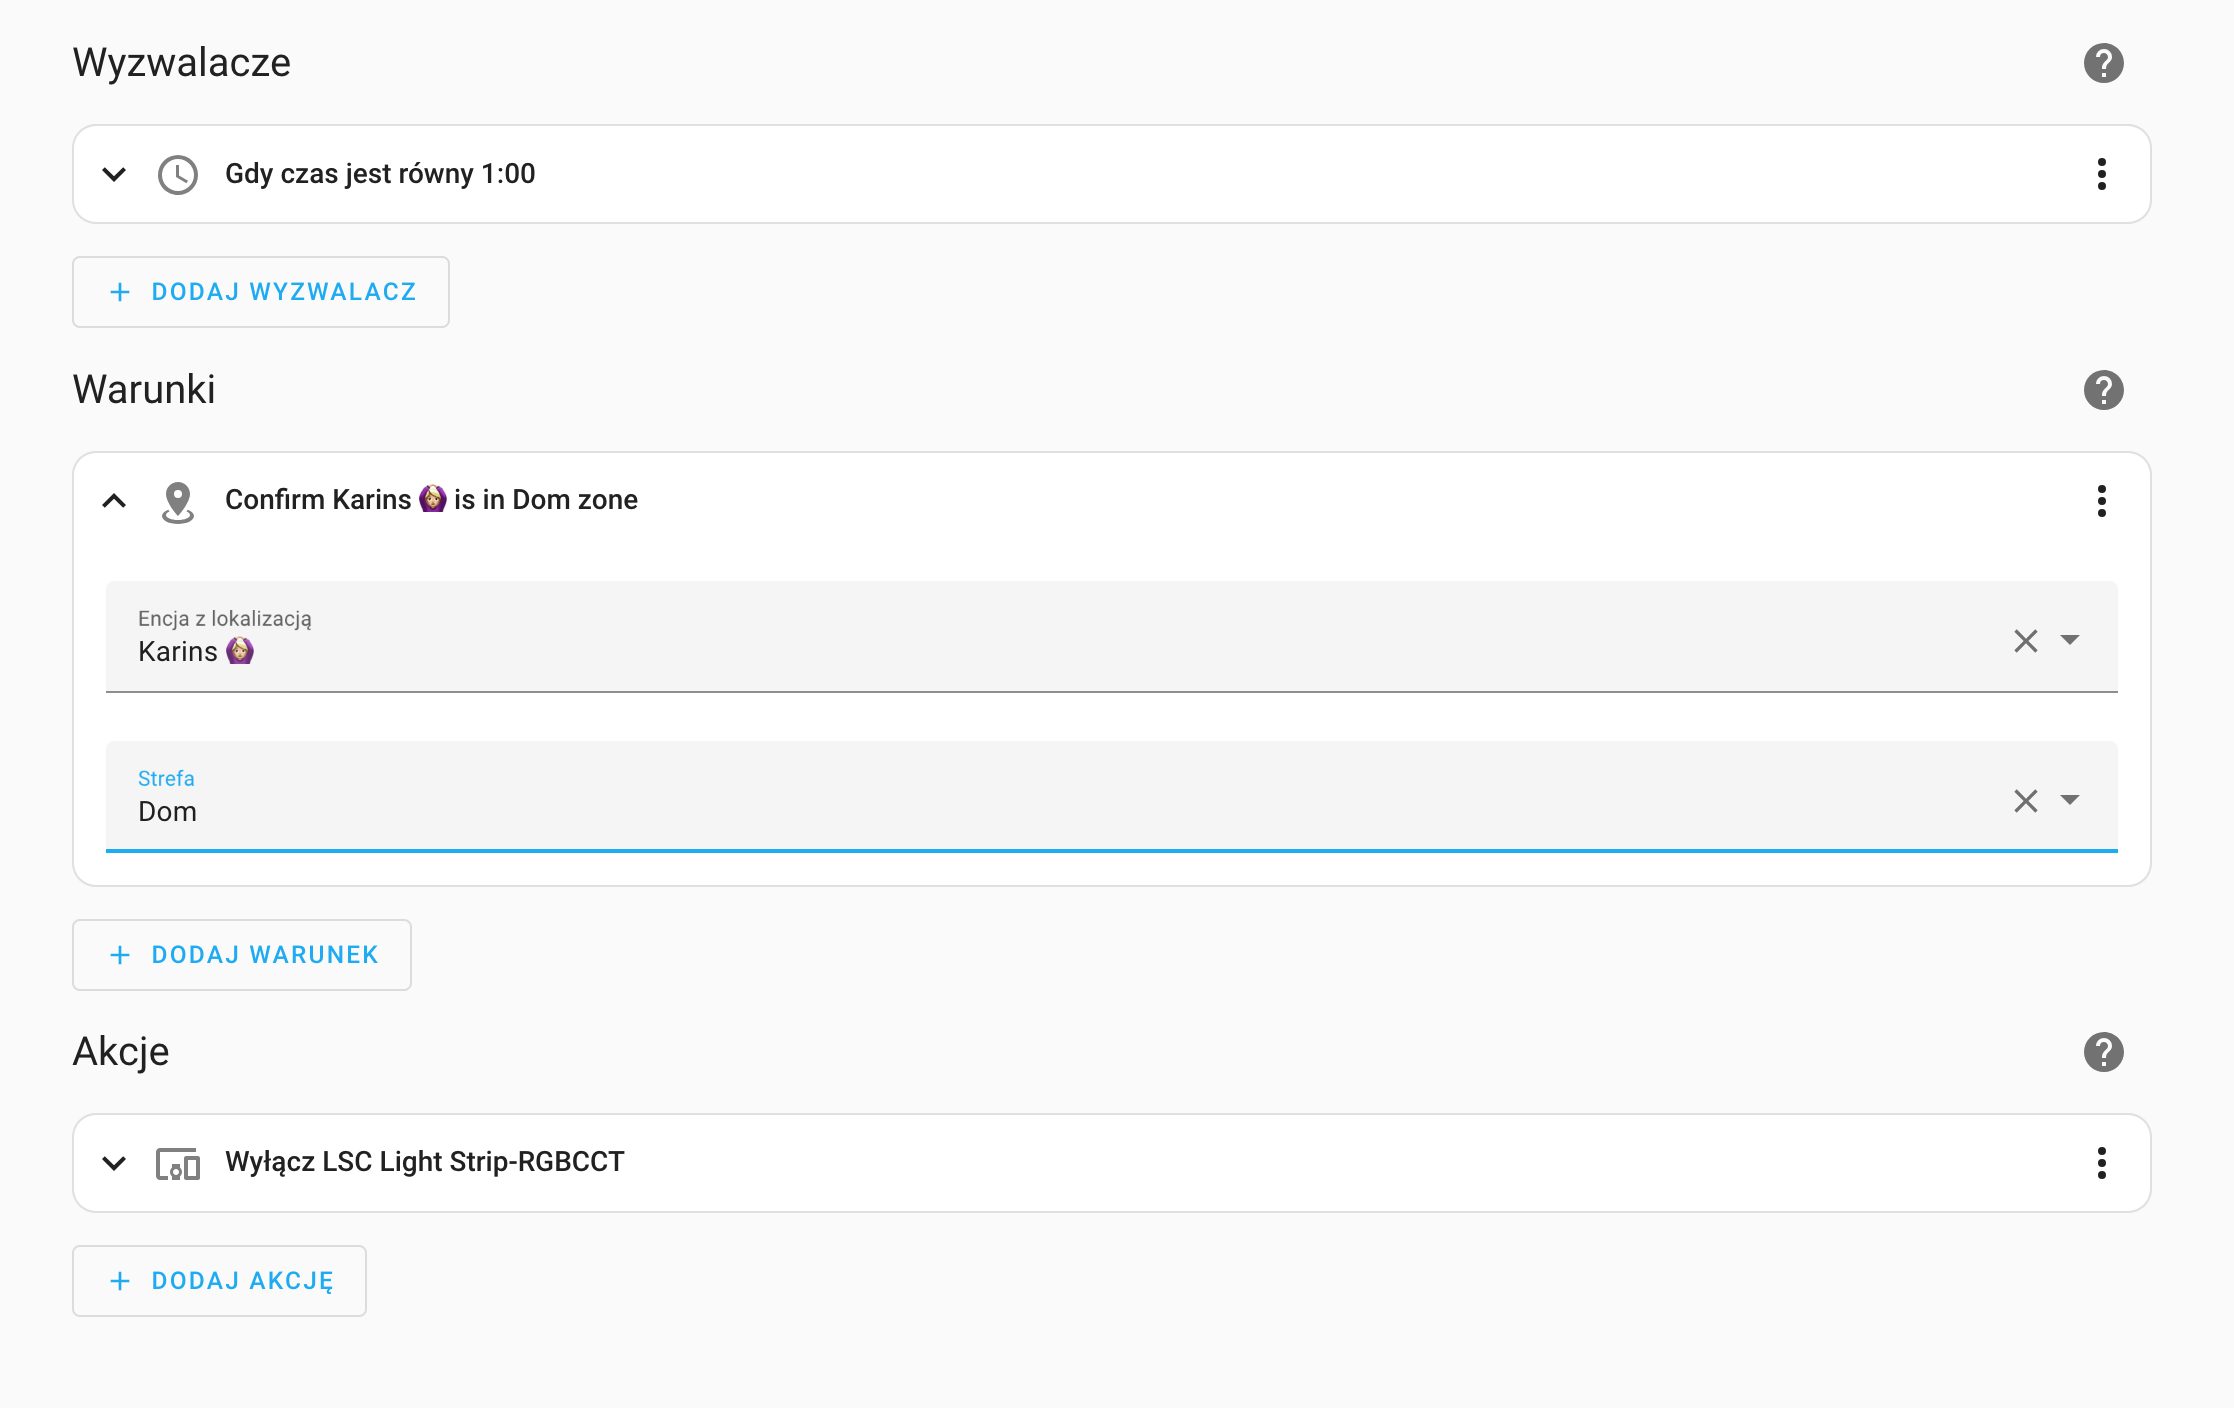 Wyzwalacze
Gdy czas jest równy 1:00
+ DODAJ WYZWALACZ
Warunki
Confirm Karins 🙆🏼‍♀️ is in Dom zone
Encja z lokalizacją
Karins 🙆🏼‍♀️
Strefa
Dom
+ DODAJ WARUNEK
Akcje
Wyłącz LSC Light Strip-RGBCCT
+ DODAJ AKCJĘ